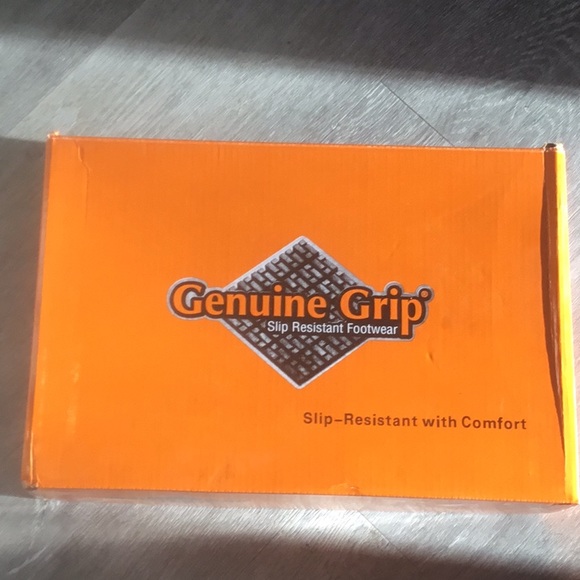 Genuine Grip®
Slip Resistant Footwear
Slip-Resistant with Comfort